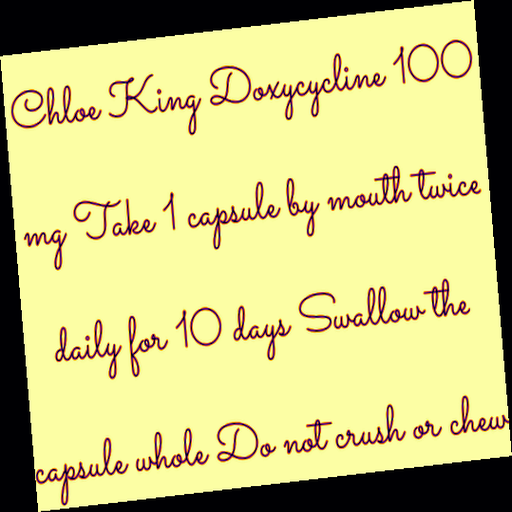 Chloe King Doxycycline 100
mg Take 1 capsule by mouth twice
daily for 10 days Swallow the
capsule whole Do not crush or chew